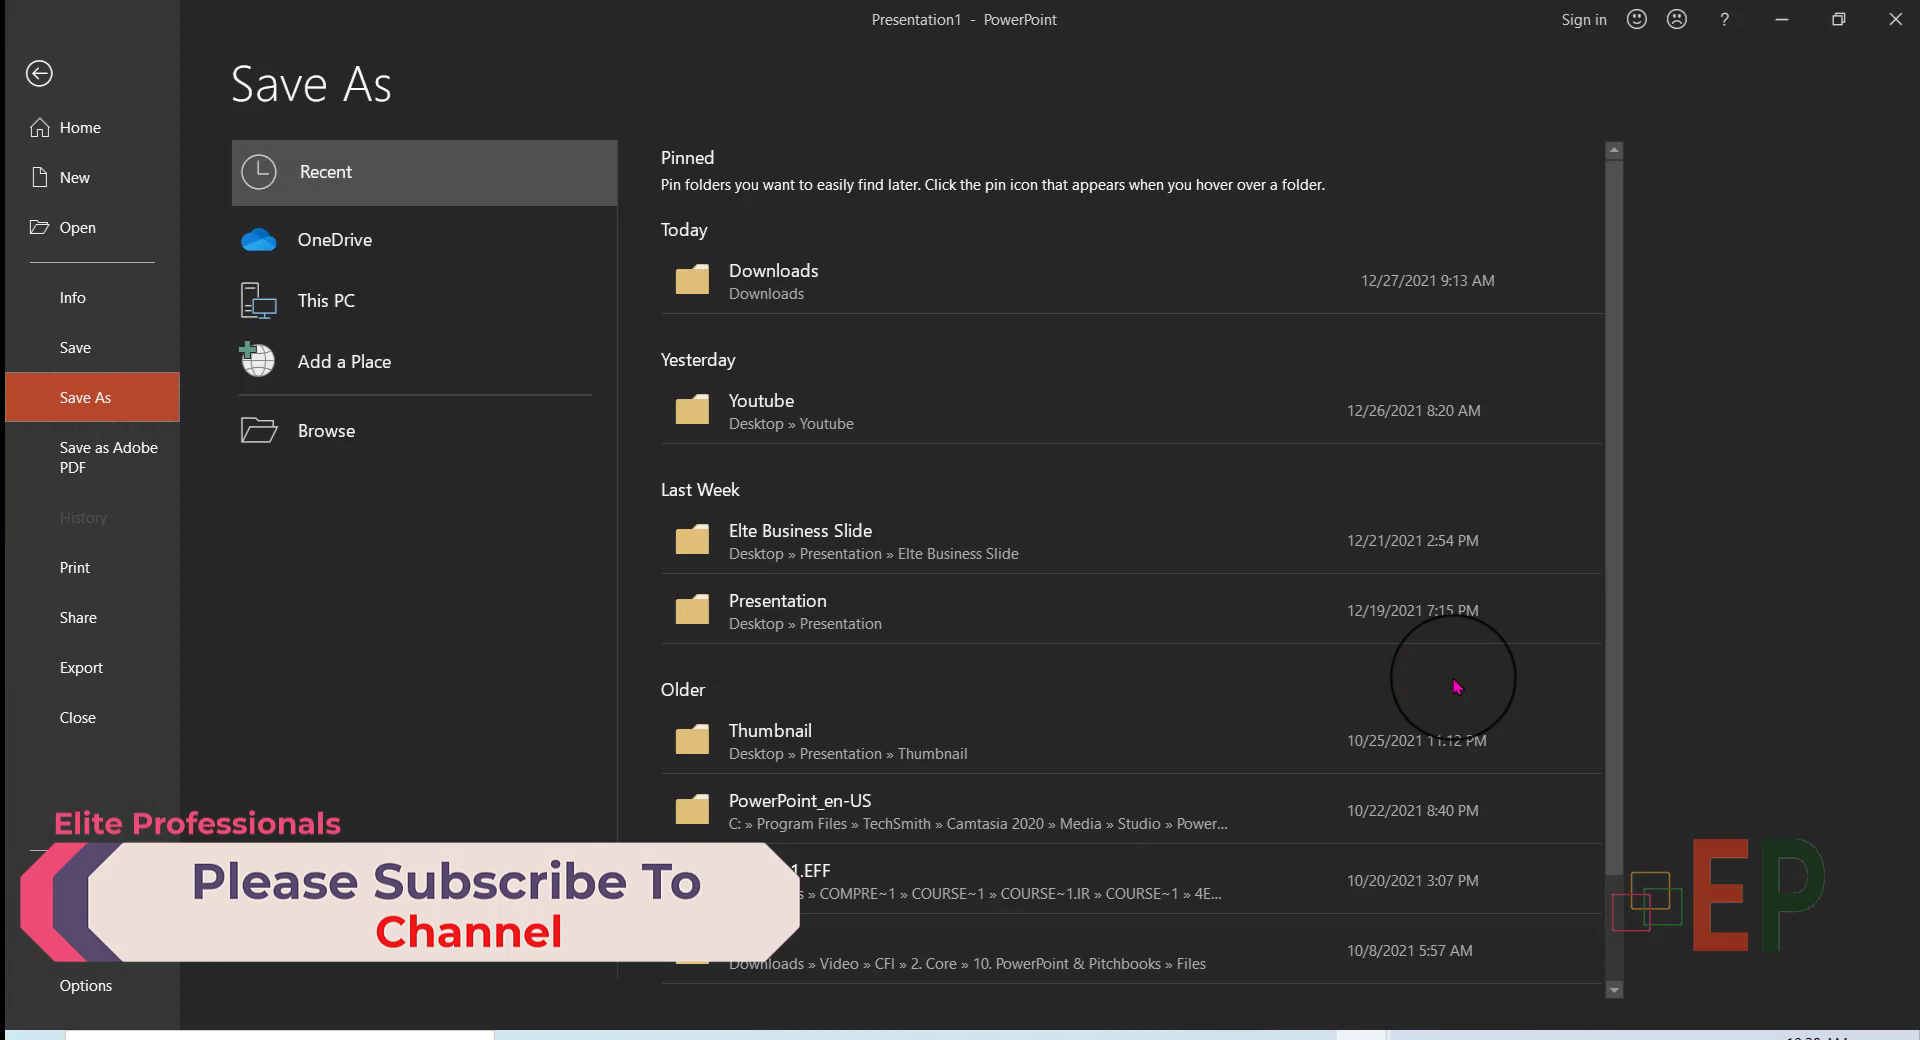 Presentation1 - PowerPoint
Sign in
?
Save As
Home
New
Open
Info
Save
Save As
Save as Adobe
PDF
History
Print
Share
Export
Close
Options
Recent
OneDrive
This PC
Add a Place
Browse
Pinned
Pin folders you want to easily find later. Click the pin icon that appears when you hover over a folder.
Today
Downloads
Downloads
12/27/2021 9:13 AM
Yesterday
Youtube
Desktop » Youtube
12/26/2021 8:20 AM
Last Week
Elte Business Slide
Desktop » Presentation » Elte Business Slide
12/21/2021 2:54 PM
Presentation
Desktop » Presentation
12/19/2021 7:15 PM
Older
Thumbnail
Desktop » Presentation » Thumbnail
10/25/2021 11:12 PM
PowerPoint_en-US
C: » Program Files » TechSmith » Camtasia 2020 » Media » Studio » Power...
10/22/2021 8:40 PM
1.EFF
» COMPRE~1 » COURSE~1 » COURSE~1.IR » COURSE~1 » 4E...
10/20/2021 3:07 PM
Downloads » Video » CFI » 2. Core » 10. PowerPoint & Pitchbooks » Files
10/8/2021 5:57 AM
Elite Professionals
Please Subscribe To
Channel
EP